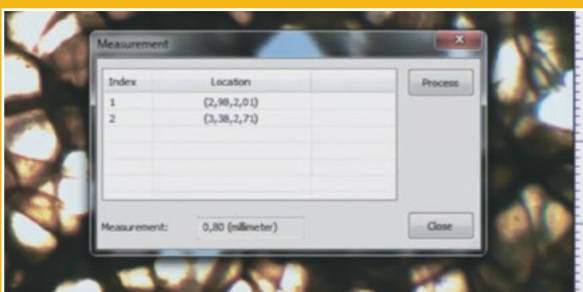 Measurement
Index Location
1 (2,98,2,01)
2 (3,38,2,71)
Process
Measurement: 0,80 (millimeter)
Close